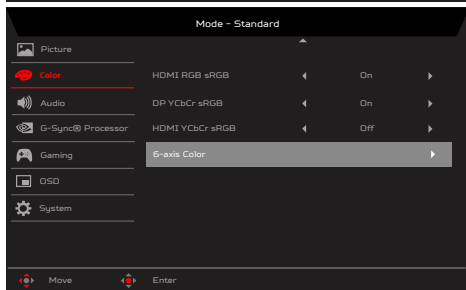 Mode - Standard
Picture
Color
HDMI RGB sRGB On
Audio
DP YCbCr sRGB On
G-Sync® Processor
HDMI YCbCr sRGB Off
Gaming
6-axis Color
OSD
System
Move Enter